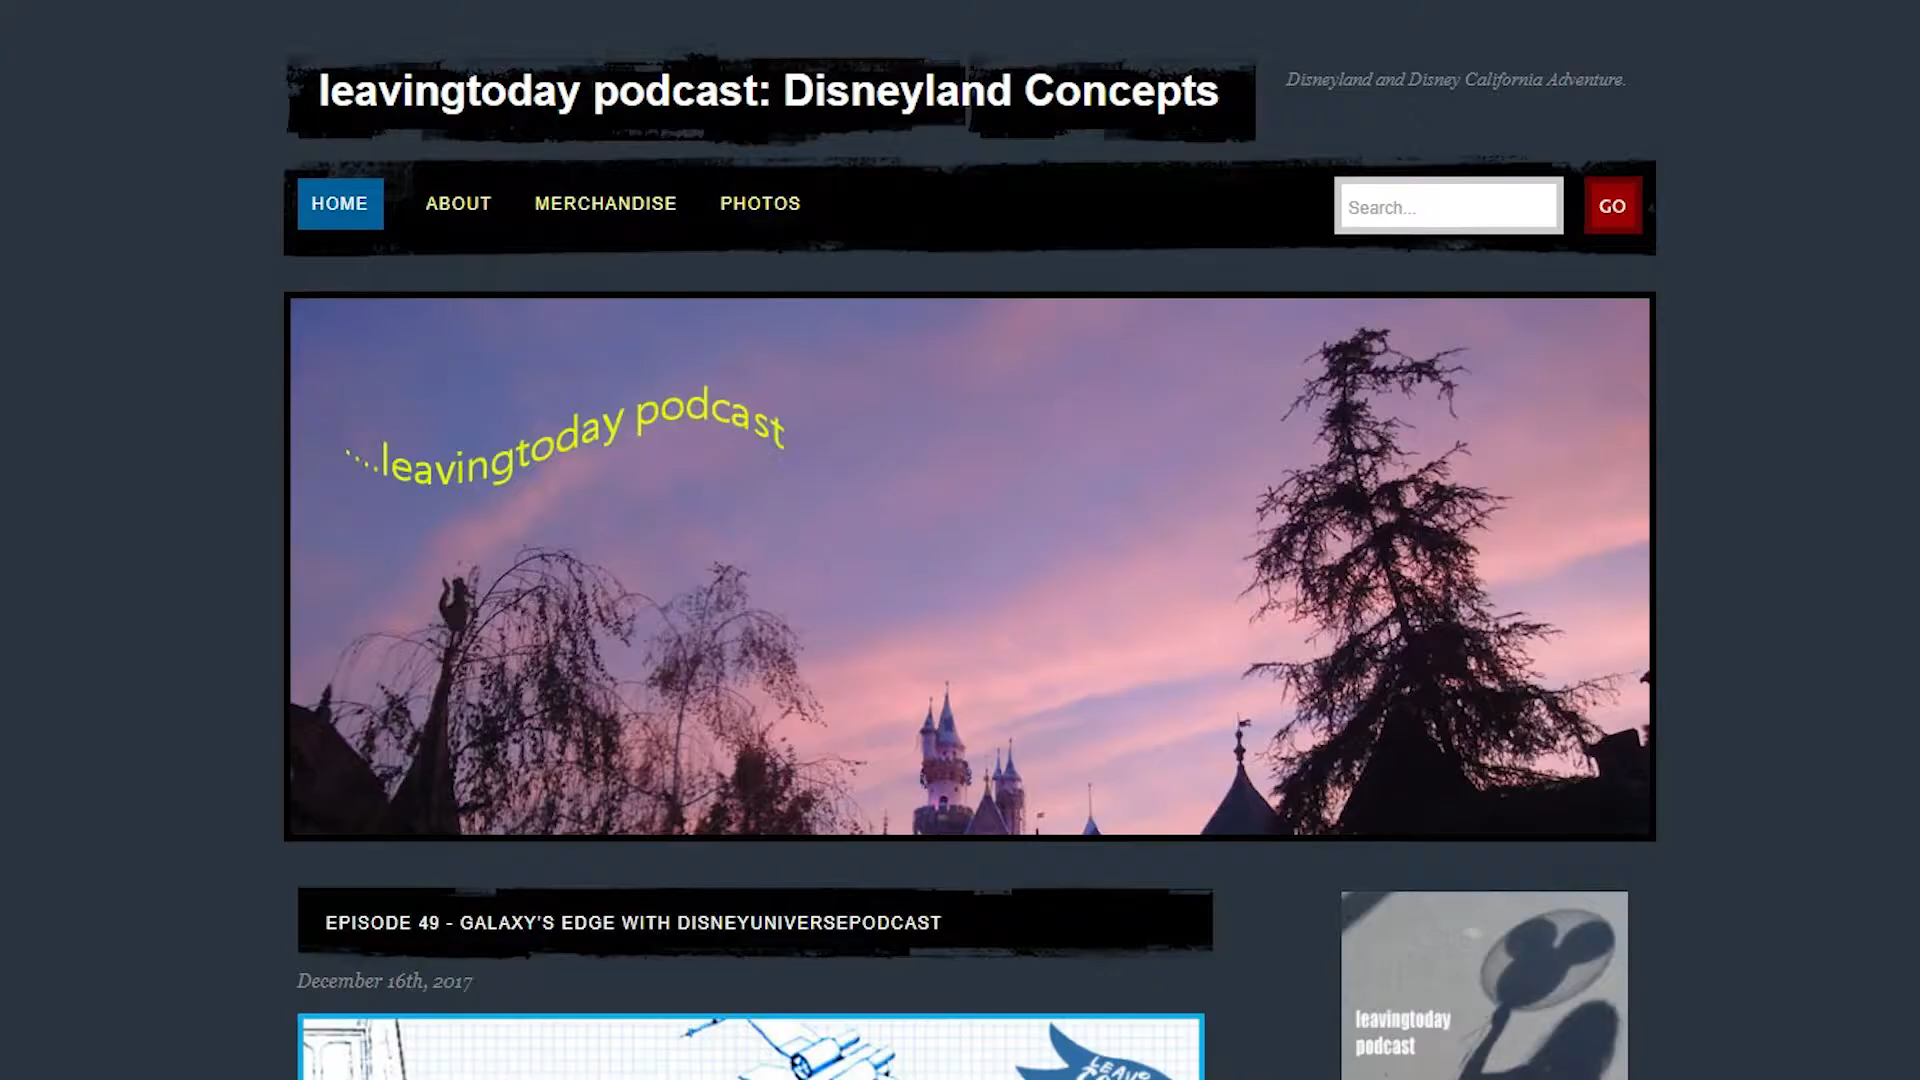 leavingtoday podcast: Disneyland Concepts
Disneyland and Disney California Adventure.
HOME ABOUT MERCHANDISE PHOTOS Search... GO
....leavingtoday podcast
EPISODE 49 - GALAXY'S EDGE WITH DISNEYUNIVERSEPODCAST
December 16th, 2017
leavingtoday
podcast